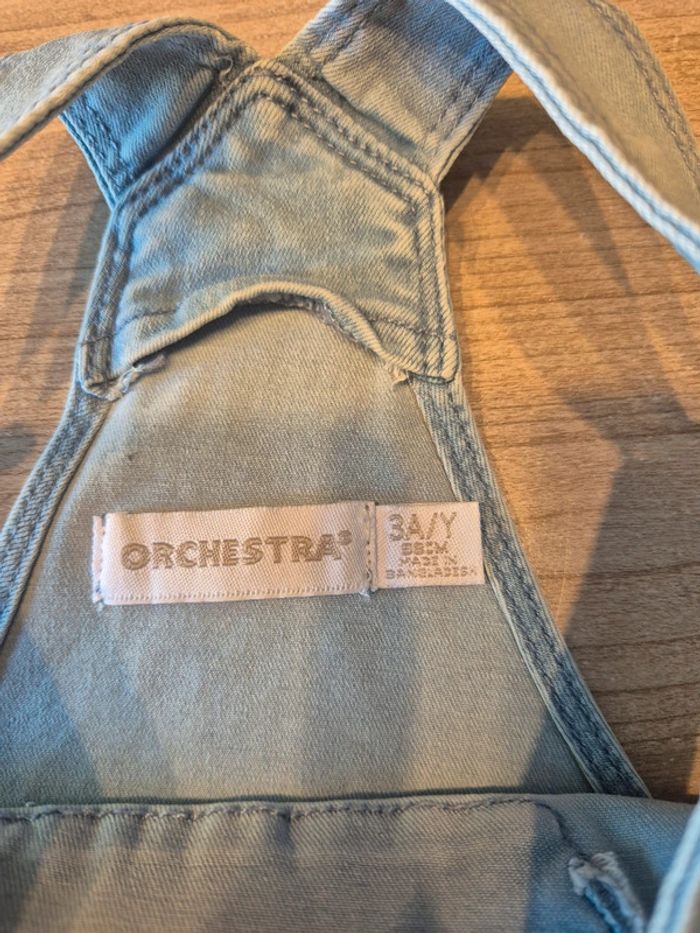 ORCHESTRA
3A/Y
98CM
MADE IN
BANGLADESH